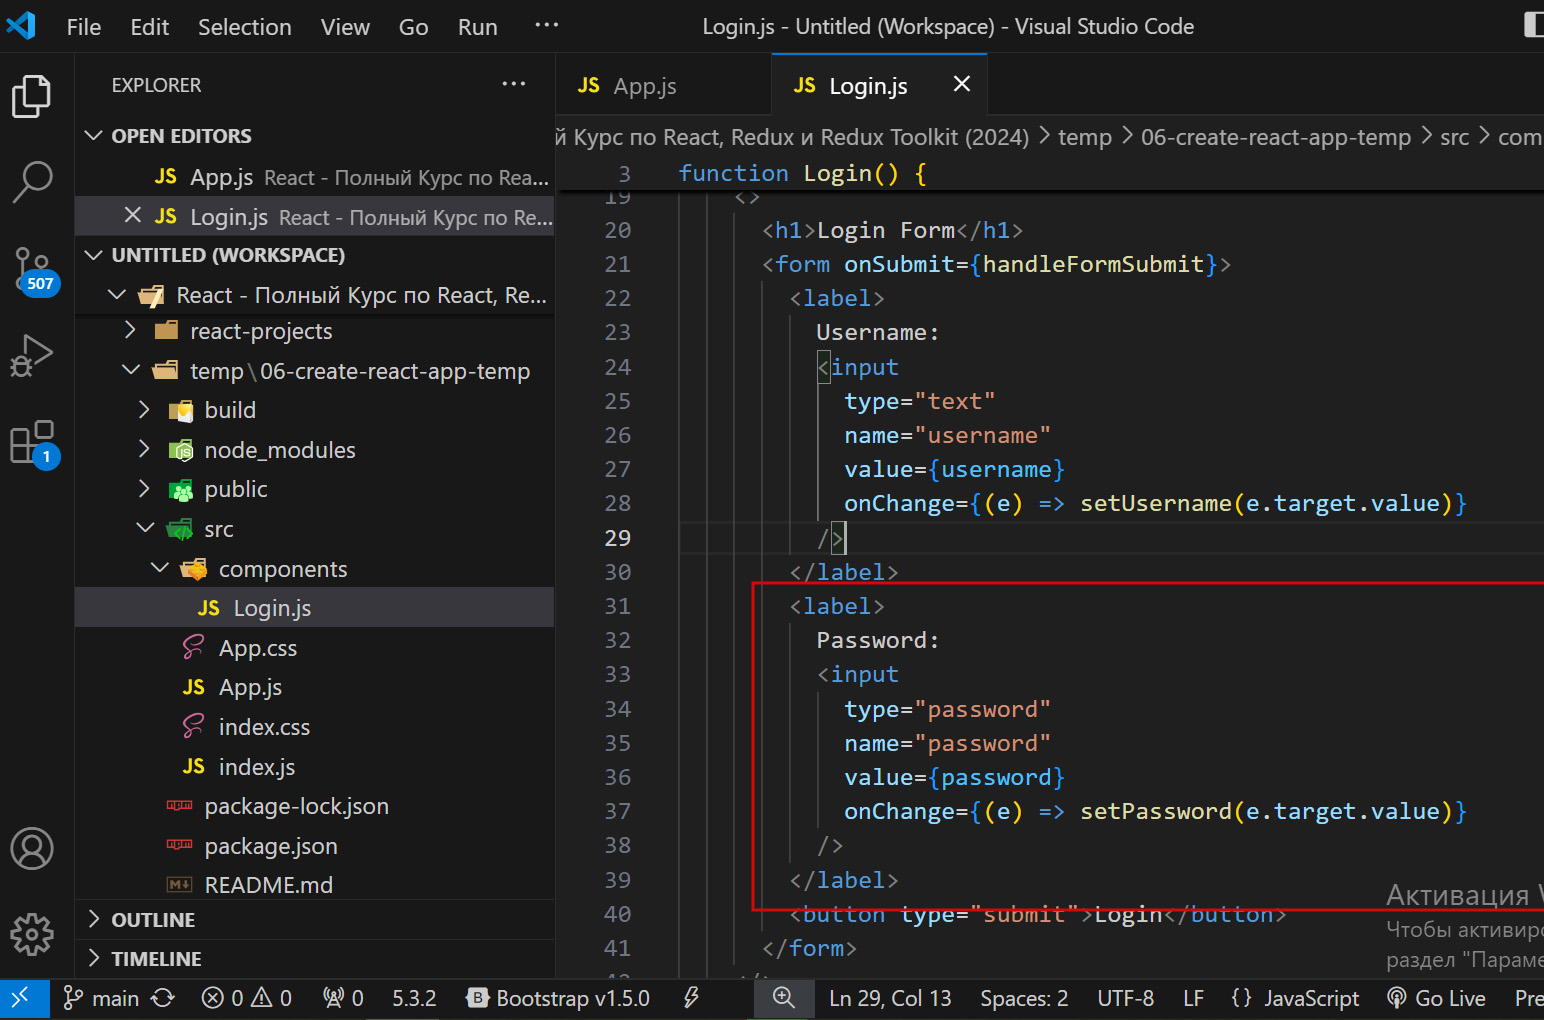 File Edit Selection View Go Run ··· Login.js - Untitled (Workspace) - Visual Studio Code
EXPLORER ···
OPEN EDITORS
JS App.js React - Полный Курс по Rea...
JS Login.js React - Полный Курс по Re...
UNTITLED (WORKSPACE)
React - Полный Курс по React, Re...
react-projects
temp\06-create-react-app-temp
build
node_modules
public
src
components
JS Login.js
App.css
JS App.js
index.css
JS index.js
package-lock.json
package.json
M↓ README.md
OUTLINE
TIMELINE
507
1
JS App.js JS Login.js
й Курс по React, Redux и Redux Toolkit (2024) > temp > 06-create-react-app-temp > src > com
3 function Login() {
19 <>
20 <h1>Login Form</h1>
21 <form onSubmit={handleFormSubmit}>
22 <label>
23 Username:
24 <input
25 type="text"
26 name="username"
27 value={username}
28 onChange={(e) => setUsername(e.target.value)}
29 />
30 </label>
31 <label>
32 Password:
33 <input
34 type="password"
35 name="password"
36 value={password}
37 onChange={(e) => setPassword(e.target.value)}
38 />
39 </label>
40 <button type="submit">Login</button>
41 </form>
Активация
Чтобы активиро
раздел "Параме
main 0 0 0 5.3.2 B Bootstrap v1.5.0 Ln 29, Col 13 Spaces: 2 UTF-8 LF {} JavaScript Go Live Pre